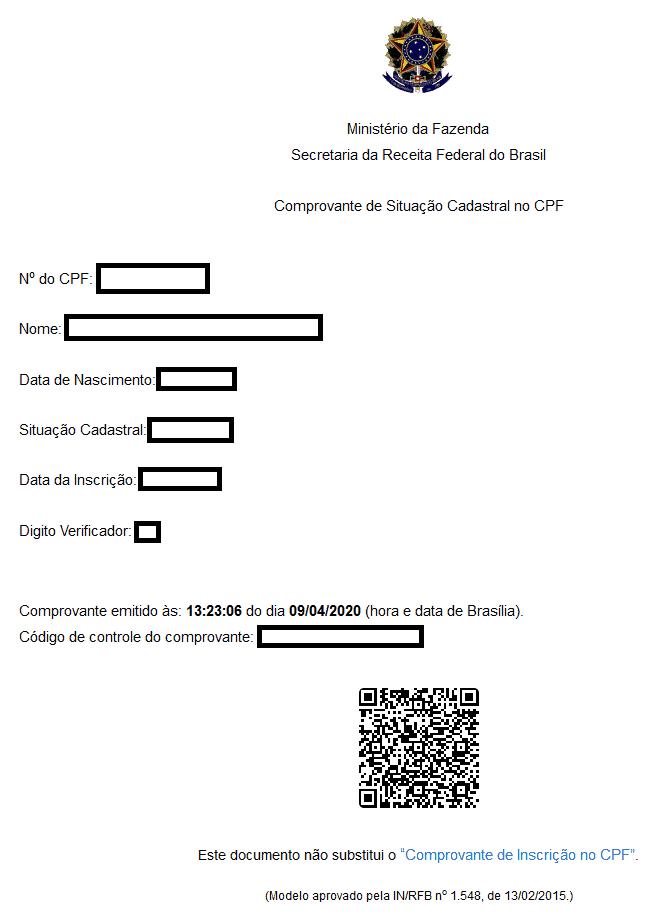 Ministério da Fazenda
Secretaria da Receita Federal do Brasil
Comprovante de Situação Cadastral no CPF
Nº do CPF:
Nome:
Data de Nascimento:
Situação Cadastral:
Data da Inscrição:
Digito Verificador:
Comprovante emitido às: 13:23:06 do dia 09/04/2020 (hora e data de Brasília).
Código de controle do comprovante:
Este documento não substitui o “Comprovante de Inscrição no CPF”.
(Modelo aprovado pela IN/RFB nº 1.548, de 13/02/2015.)